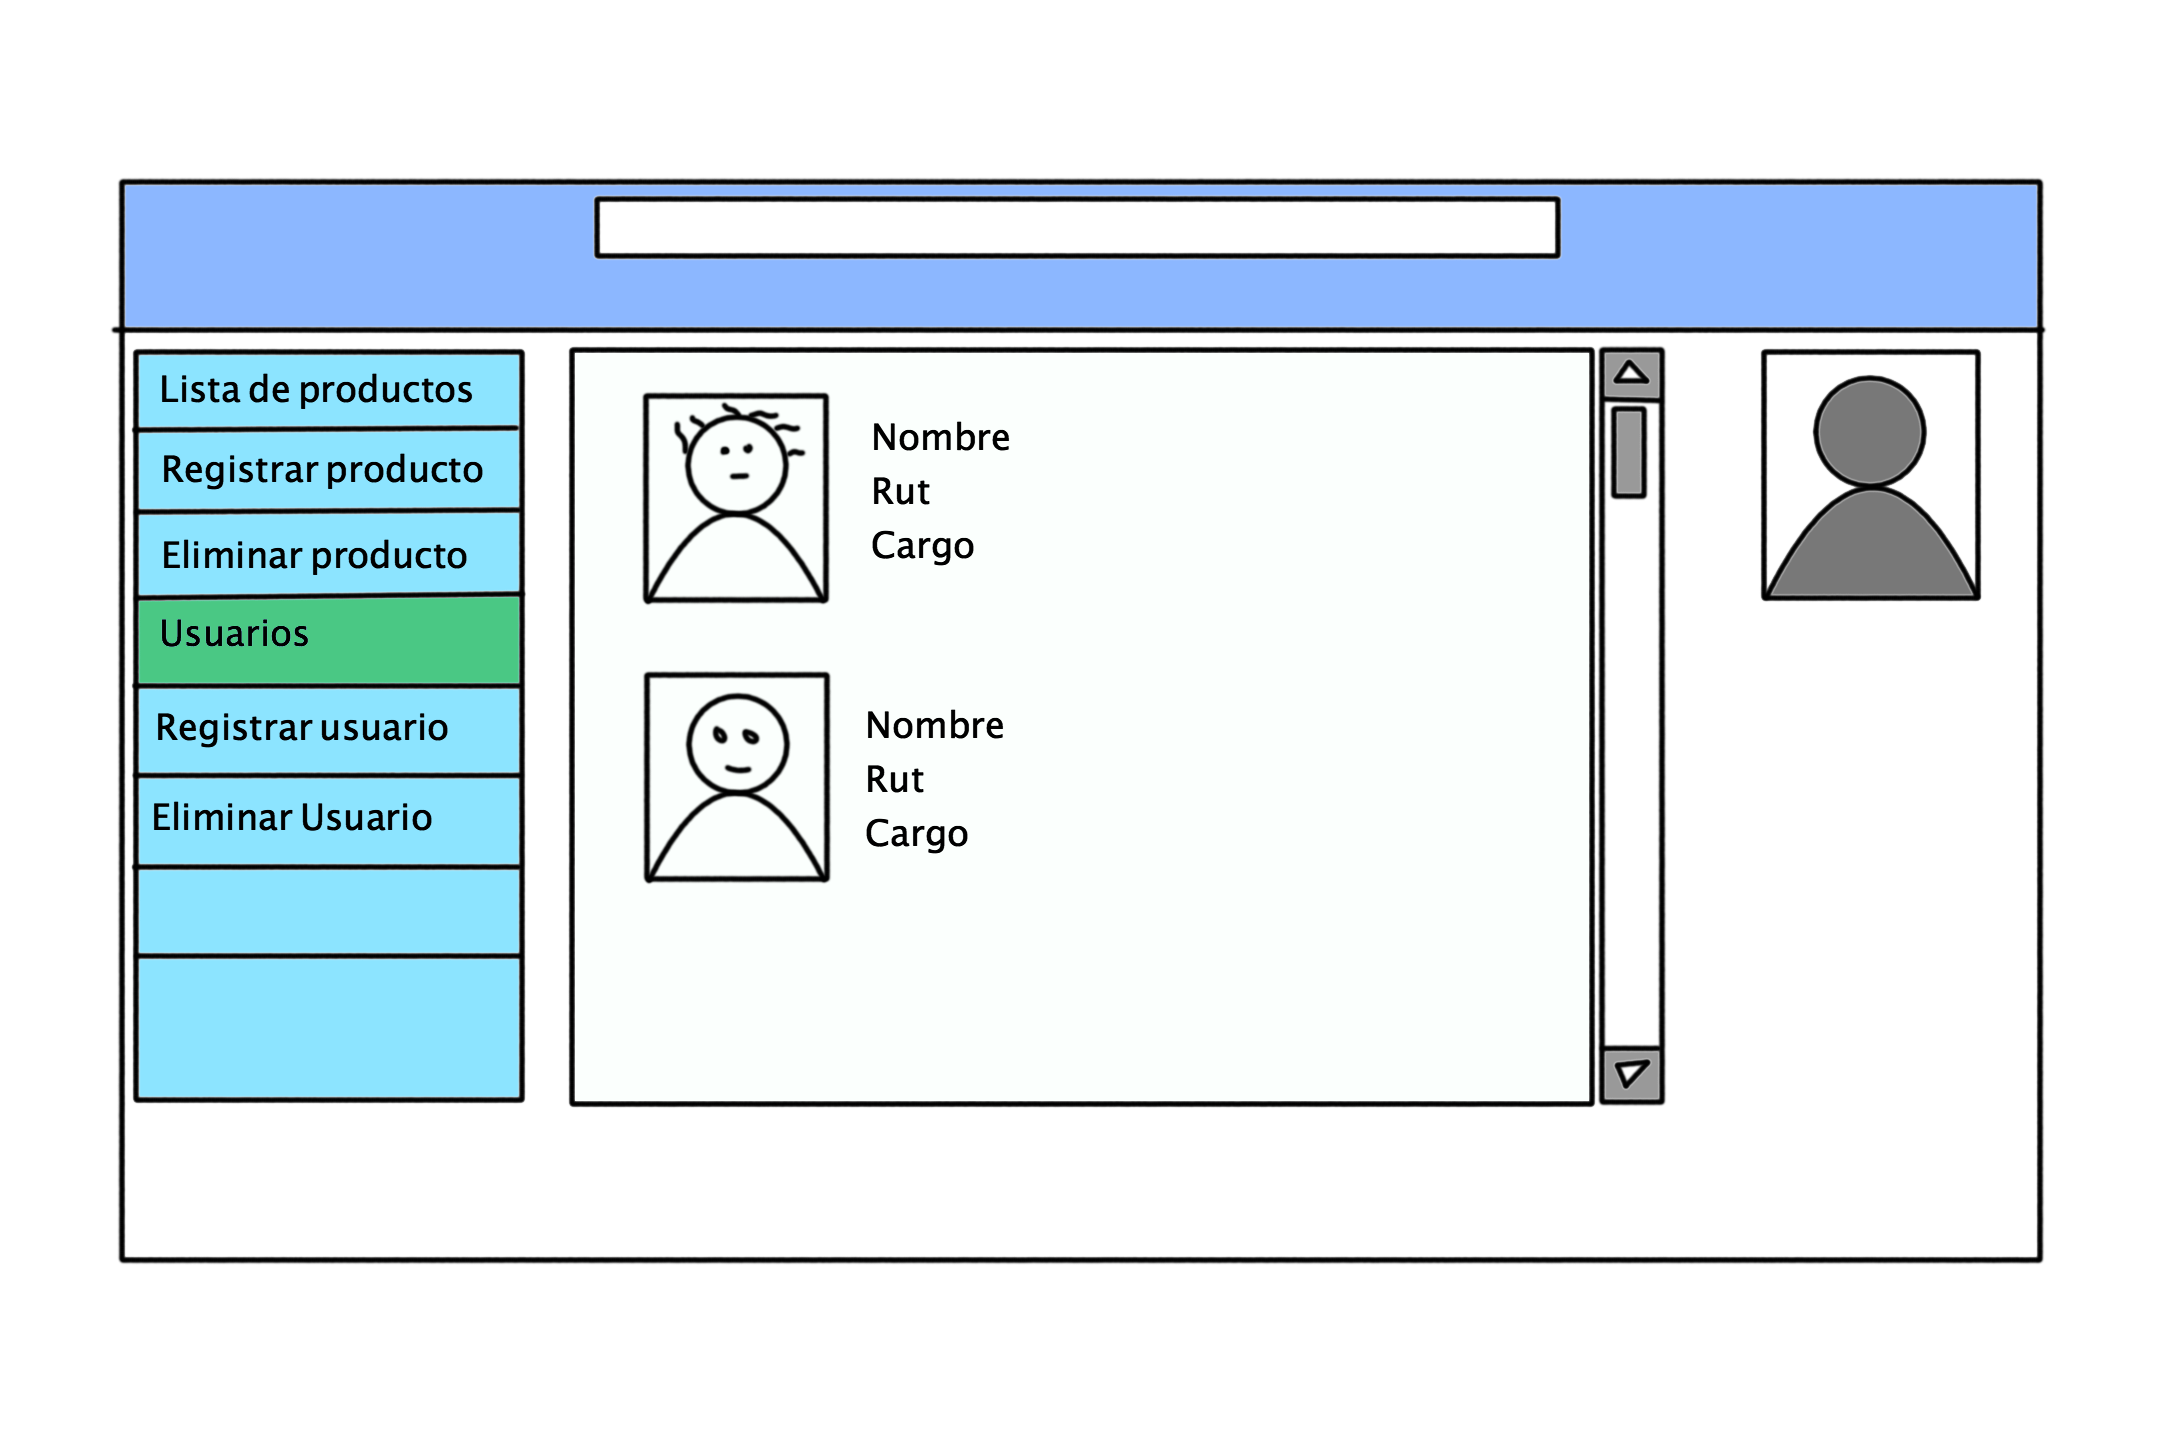 Lista de productos
Registrar producto
Eliminar producto
Usuarios
Registrar usuario
Eliminar Usuario
Nombre
Rut
Cargo
Nombre
Rut
Cargo